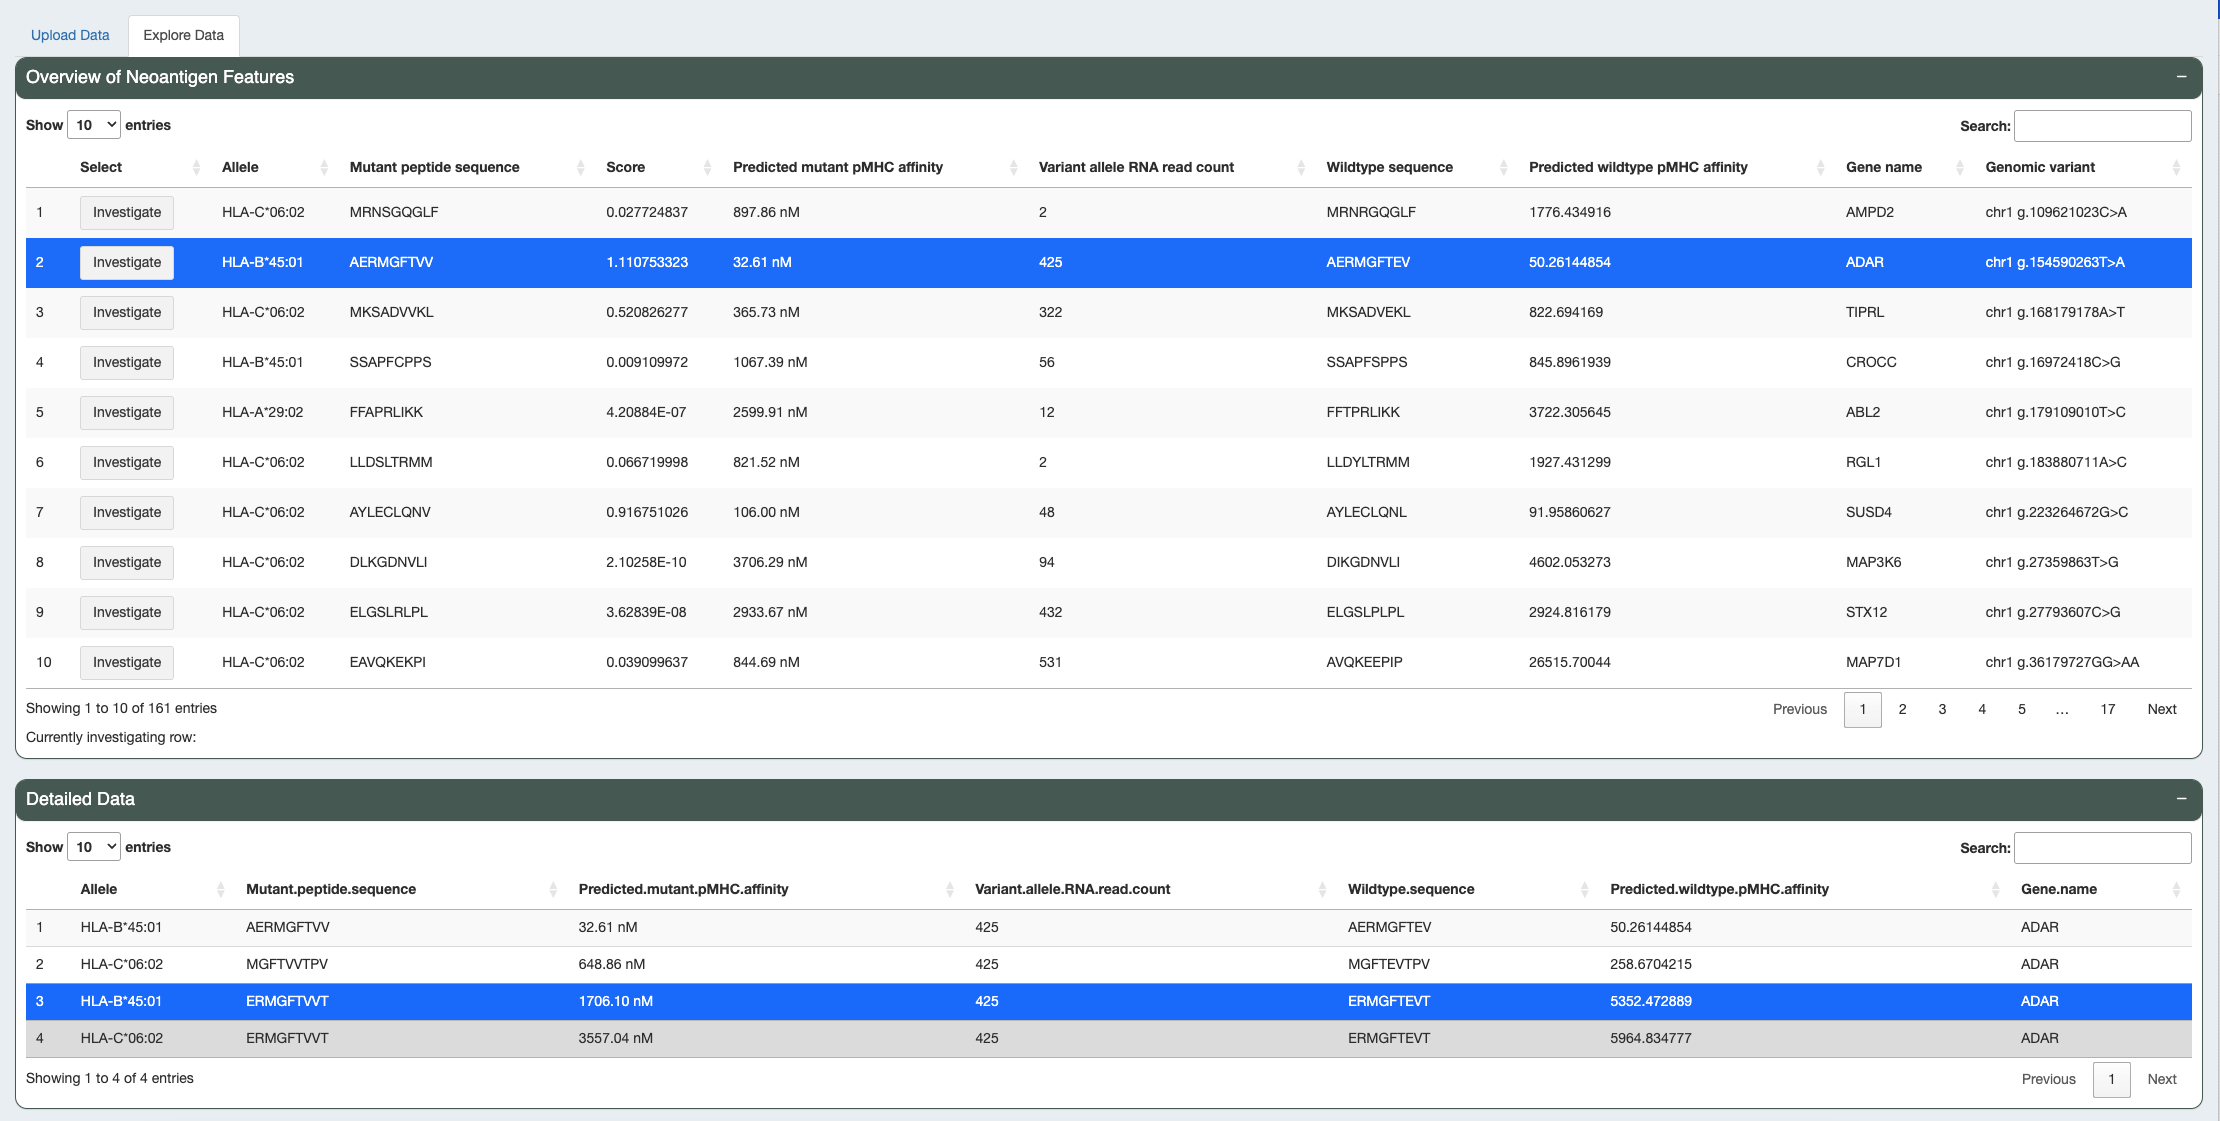 Upload Data Explore Data
Overview of Neoantigen Features −
Show 10 entries Search:
Select Allele Mutant peptide sequence Score Predicted mutant pMHC affinity Variant allele RNA read count Wildtype sequence Predicted wildtype pMHC affinity Gene name Genomic variant
1 Investigate HLA-C*06:02 MRNSGQGLF 0.027724837 897.86 nM 2 MRNRGQGLF 1776.434916 AMPD2 chr1 g.109621023C>A
2 Investigate HLA-B*45:01 AERMGFTVV 1.110753323 32.61 nM 425 AERMGFTEV 50.26144854 ADAR chr1 g.154590263T>A
3 Investigate HLA-C*06:02 MKSADVVKL 0.520826277 365.73 nM 322 MKSADVEKL 822.694169 TIPRL chr1 g.168179178A>T
4 Investigate HLA-B*45:01 SSAPFCPPS 0.009109972 1067.39 nM 56 SSAPFSPPS 845.8961939 CROCC chr1 g.16972418C>G
5 Investigate HLA-A*29:02 FFAPRLIKK 4.20884E-07 2599.91 nM 12 FFTPRLIKK 3722.305645 ABL2 chr1 g.179109010T>C
6 Investigate HLA-C*06:02 LLDSLTRMM 0.066719998 821.52 nM 2 LLDYLTRMM 1927.431299 RGL1 chr1 g.183880711A>C
7 Investigate HLA-C*06:02 AYLECLQNV 0.916751026 106.00 nM 48 AYLECLQNL 91.95860627 SUSD4 chr1 g.223264672G>C
8 Investigate HLA-C*06:02 DLKGDNVLI 2.10258E-10 3706.29 nM 94 DIKGDNVLI 4602.053273 MAP3K6 chr1 g.27359863T>G
9 Investigate HLA-C*06:02 ELGSLRLPL 3.62839E-08 2933.67 nM 432 ELGSLPLPL 2924.816179 STX12 chr1 g.27793607C>G
10 Investigate HLA-C*06:02 EAVQKEKPI 0.039099637 844.69 nM 531 AVQKEEPIP 26515.70044 MAP7D1 chr1 g.36179727GG>AA
Showing 1 to 10 of 161 entries Previous 1 2 3 4 5 … 17 Next
Currently investigating row:
Detailed Data −
Show 10 entries Search:
Allele Mutant.peptide.sequence Predicted.mutant.pMHC.affinity Variant.allele.RNA.read.count Wildtype.sequence Predicted.wildtype.pMHC.affinity Gene.name
1 HLA-B*45:01 AERMGFTVV 32.61 nM 425 AERMGFTEV 50.26144854 ADAR
2 HLA-C*06:02 MGFTVVTPV 648.86 nM 425 MGFTEVTPV 258.6704215 ADAR
3 HLA-B*45:01 ERMGFTVVT 1706.10 nM 425 ERMGFTEVT 5352.472889 ADAR
4 HLA-C*06:02 ERMGFTVVT 3557.04 nM 425 ERMGFTEVT 5964.834777 ADAR
Showing 1 to 4 of 4 entries Previous 1 Next